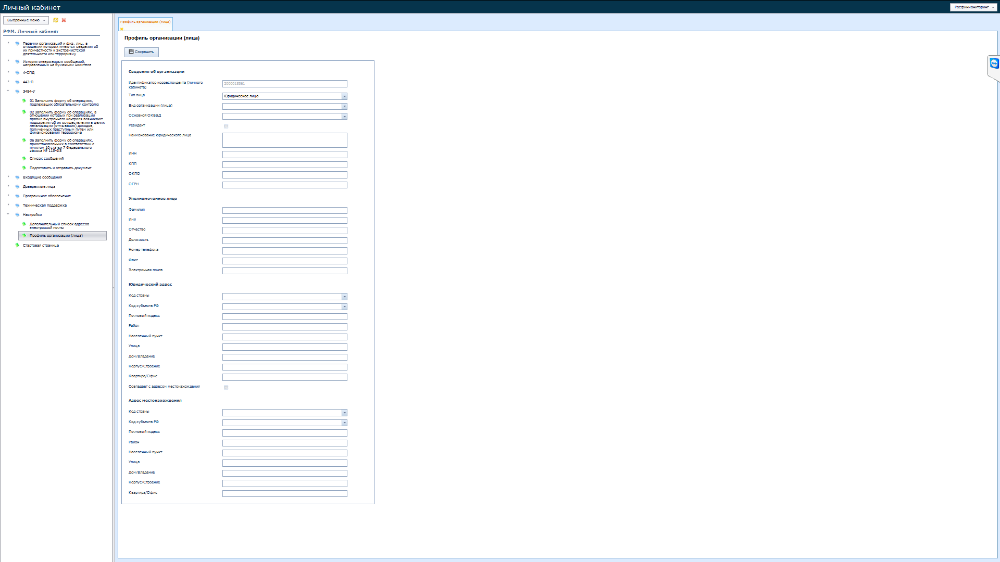 Личный кабинет
Росфинмониторинг
Выбранные меню
РФМ. Личный кабинет
Перечни организаций и физ. лиц, в
отношении которых имеются сведения об
их причастности к экстремистской
деятельности или терроризму
История отверженных сообщений,
направленных на бумажном носителе
4-СПД
443-П
3484-У
01 Заполнить форму об операциях,
подлежащих обязательному контролю
02 Заполнить форму об операциях, в
отношении которых при реализации
правил внутреннего контроля возникают
подозрения об их осуществлении в целях
легализации (отмывания) доходов,
полученных преступным путем или
финансирования терроризма
06 Заполнить форму об операциях,
приостановленных в соответствии с
пунктом 10 статьи 7 Федерального
закона № 115-ФЗ
Список сообщений
Подготовить и отправить документ
Входящие сообщения
Доверенные лица
Программное обеспечение
Техническая поддержка
Настройки
Дополнительный список адресов
электронной почты
Профиль организации (лица)
Стартовая страница
Профиль организации (лица)
Профиль организации (лица)
Сохранить
Сведения об организации
Идентификатор корреспондента (личного
кабинета)
2000015361
Тип лица
Юридическое лицо
Вид организации (лица)
Основной ОКВЭД
Резидент
Наименование юридического лица
ИНН
КПП
ОКПО
ОГРН
Уполномоченное лицо
Фамилия
Имя
Отчество
Должность
Номер телефона
Факс
Электронная почта
Юридический адрес
Код страны
Код субъекта РФ
Почтовый индекс
Район
Населенный пункт
Улица
Дом/Владение
Корпус/Строение
Квартира/Офис
Совпадает с адресом местонахождения
Адрес местонахождения
Код страны
Код субъекта РФ
Почтовый индекс
Район
Населенный пункт
Улица
Дом/Владение
Корпус/Строение
Квартира/Офис